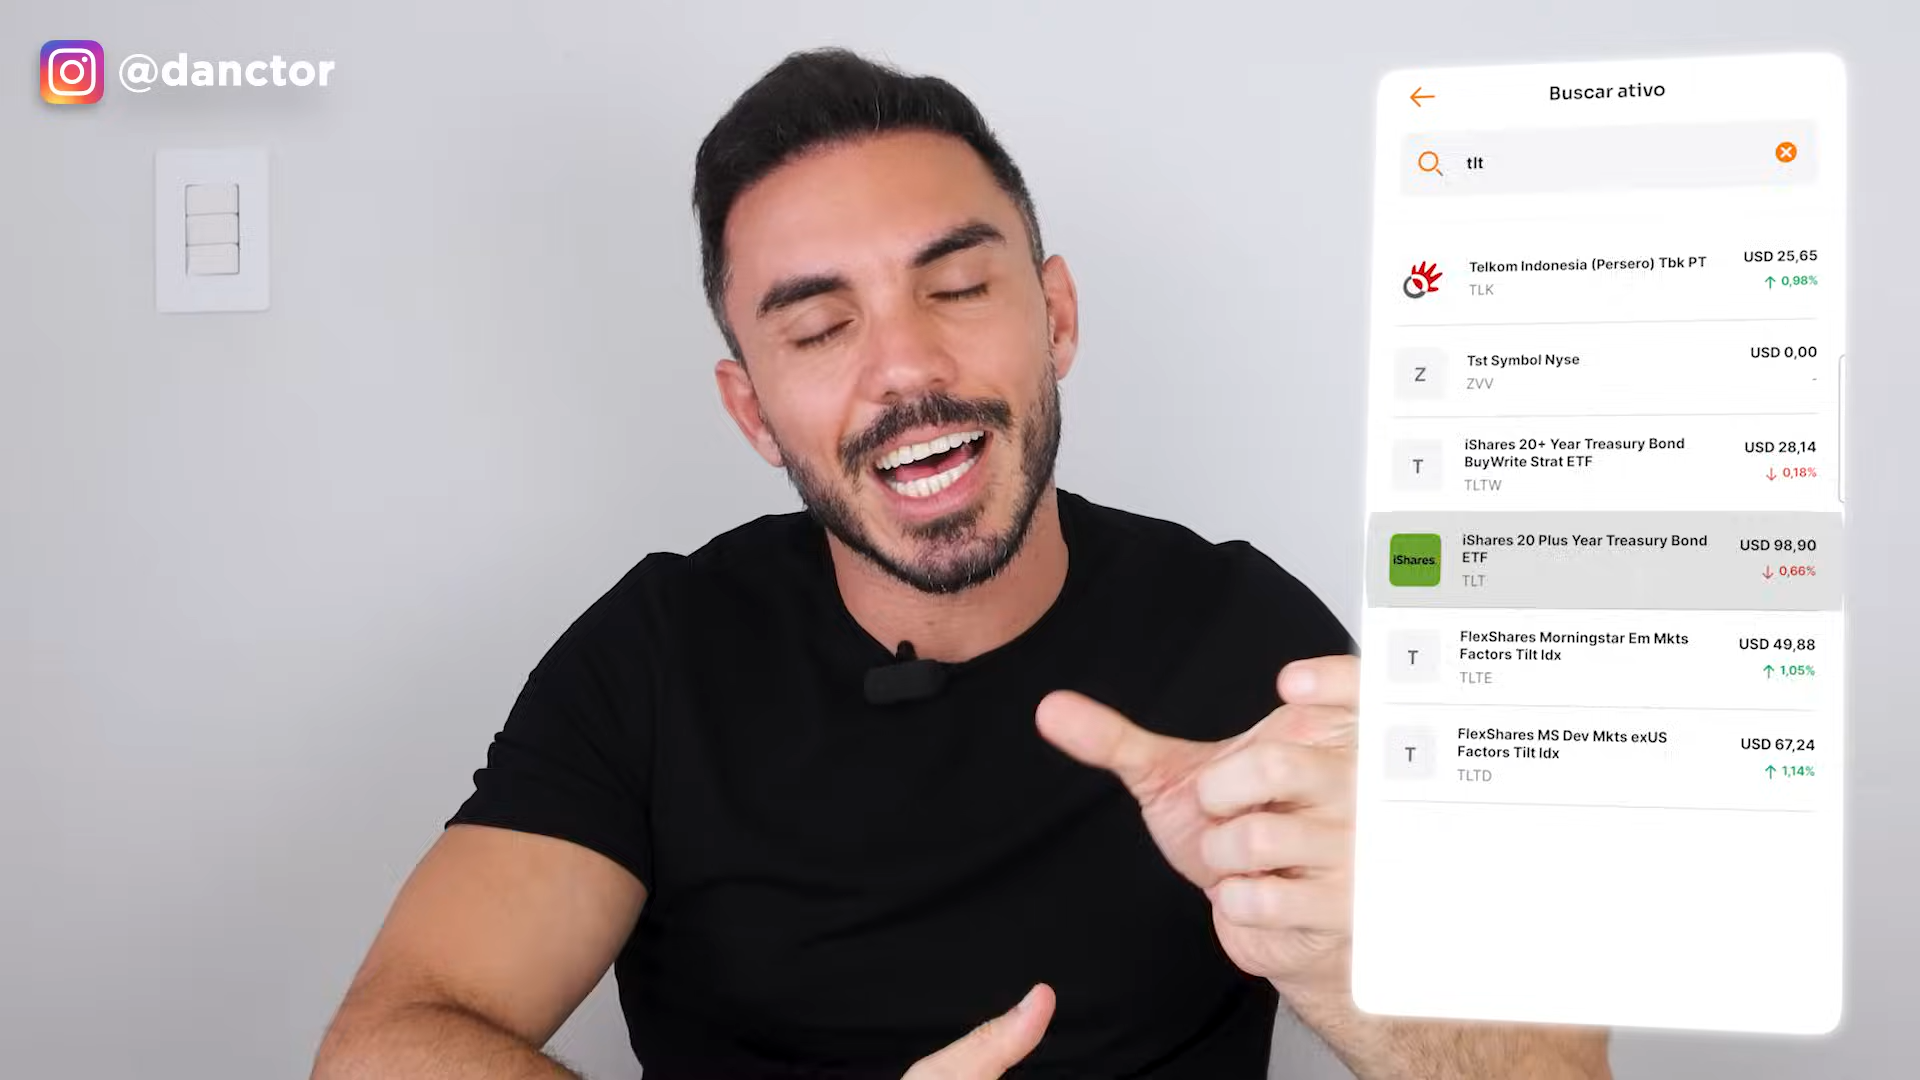 @danctor
Buscar ativo
tlt
Telkom Indonesia (Persero) Tbk PT
USD 25,65
TLK
↑ 0,98%
Z
Tst Symbol Nyse
USD 0,00
ZVV
-
T
iShares 20+ Year Treasury Bond
BuyWrite Strat ETF
USD 28,14
TLTW
↓ 0,18%
iShares.
iShares 20 Plus Year Treasury Bond
ETF
USD 98,90
TLT
↓ 0,66%
T
FlexShares Morningstar Em Mkts
Factors Tilt Idx
USD 49,88
TLTE
↑ 1,05%
T
FlexShares MS Dev Mkts exUS
Factors Tilt Idx
USD 67,24
TLTD
↑ 1,14%